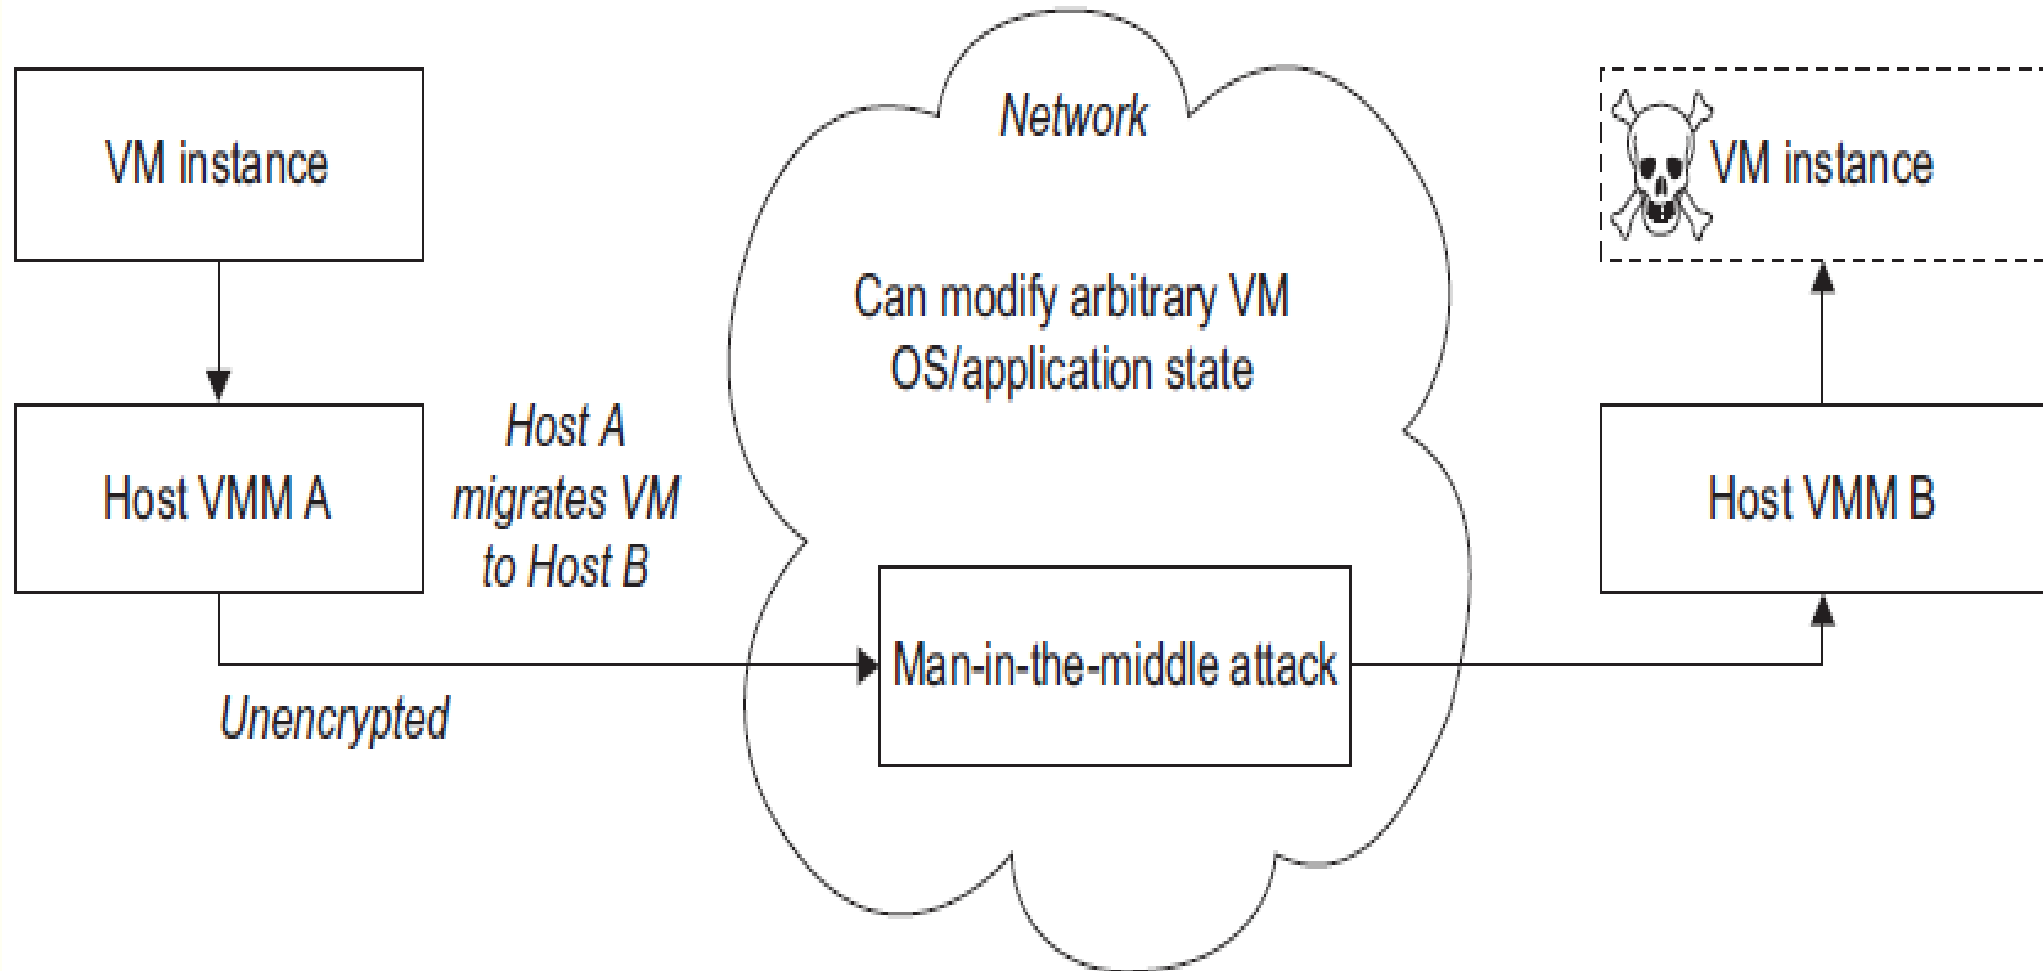 VM instance
Host VMM A
Host A
migrates VM
to Host B
Unencrypted
Network
Can modify arbitrary VM
OS/application state
Man-in-the-middle attack
VM instance
Host VMM B